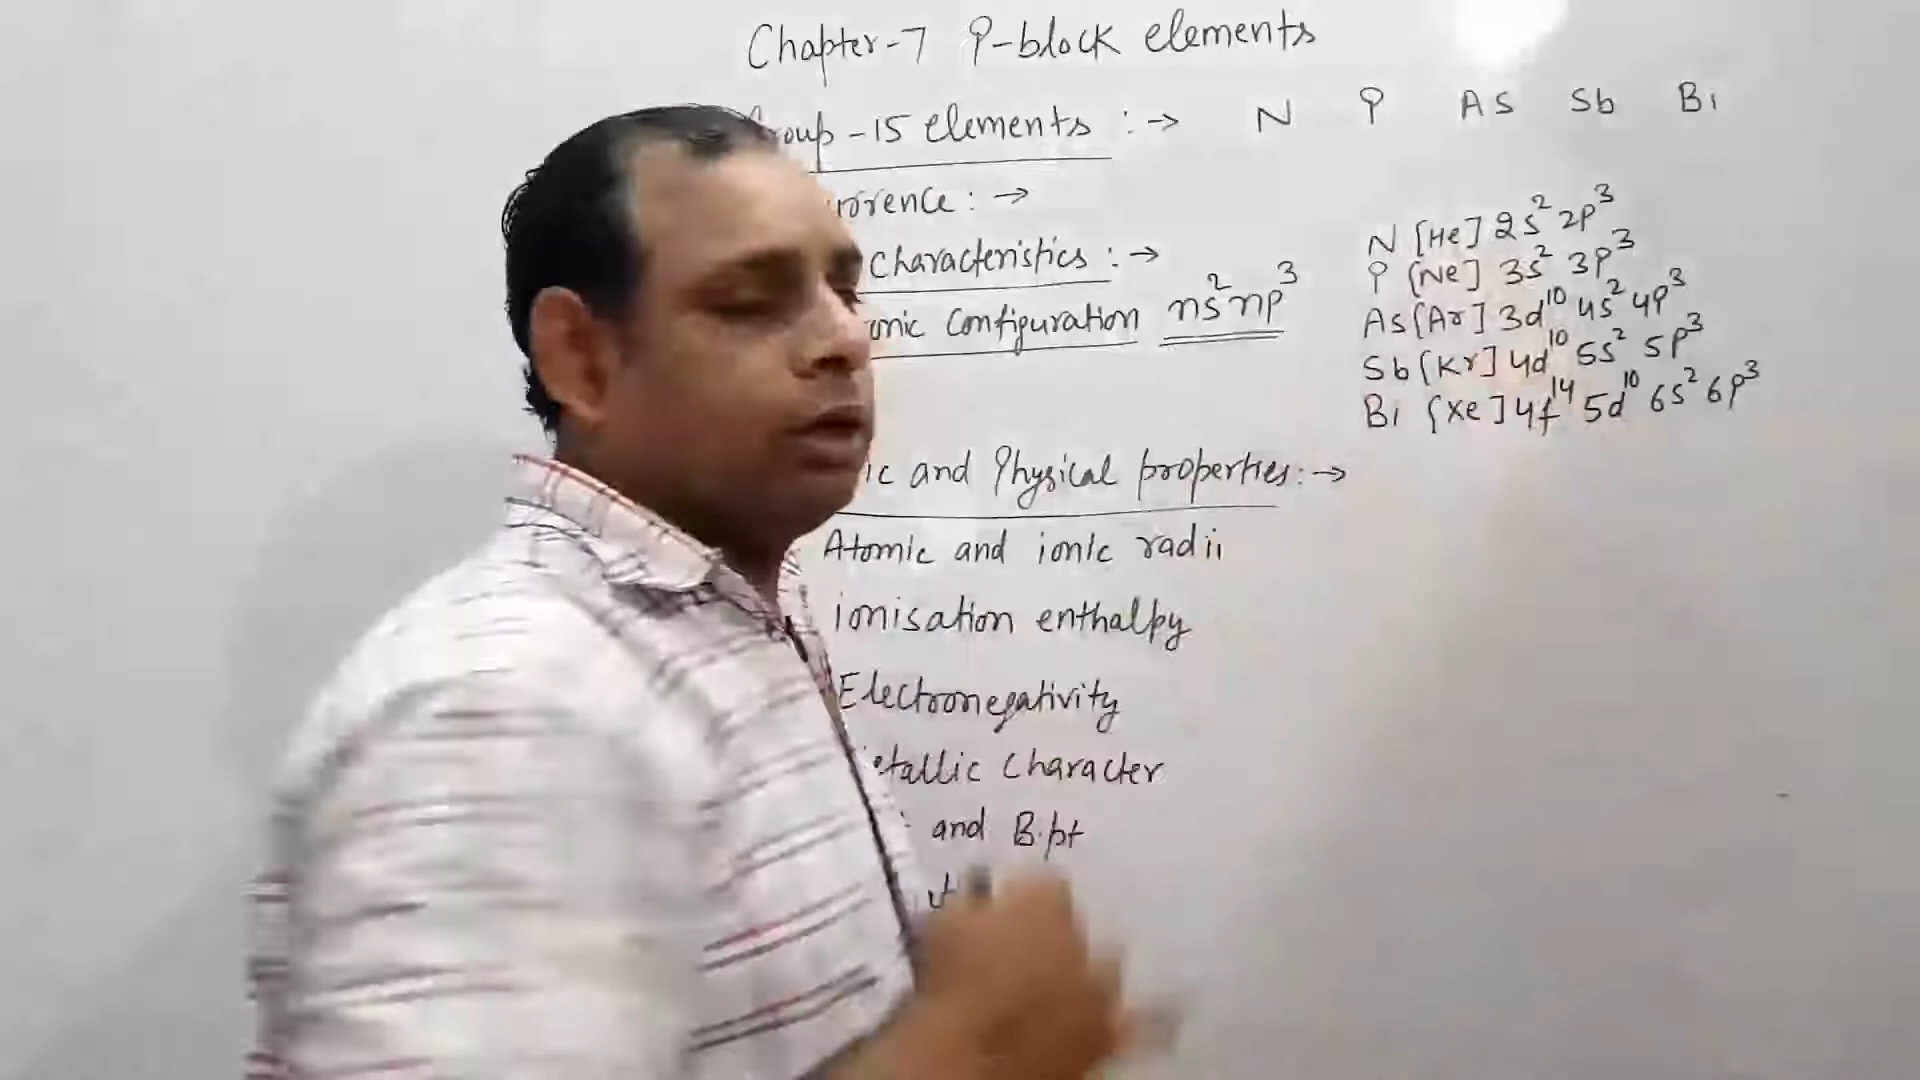 Chapter-7 P-block elements
Group-15 elements :→ N P As Sb Bi
:→
N [He] 2s² 2p³
Characteristics :→
P [Ne] 3s² 3p³
Configuration ns²np³
As[Ar] 3d¹⁰ 4s² 4p³
Sb[Kr] 4d¹⁰ 5s² 5p³
Bi [Xe] 4f¹⁴ 5d¹⁰ 6s² 6p³
and Physical properties:→
Atomic and ionic radii
ionisation enthalpy
Electronegativity
Metallic Character
and B.pt